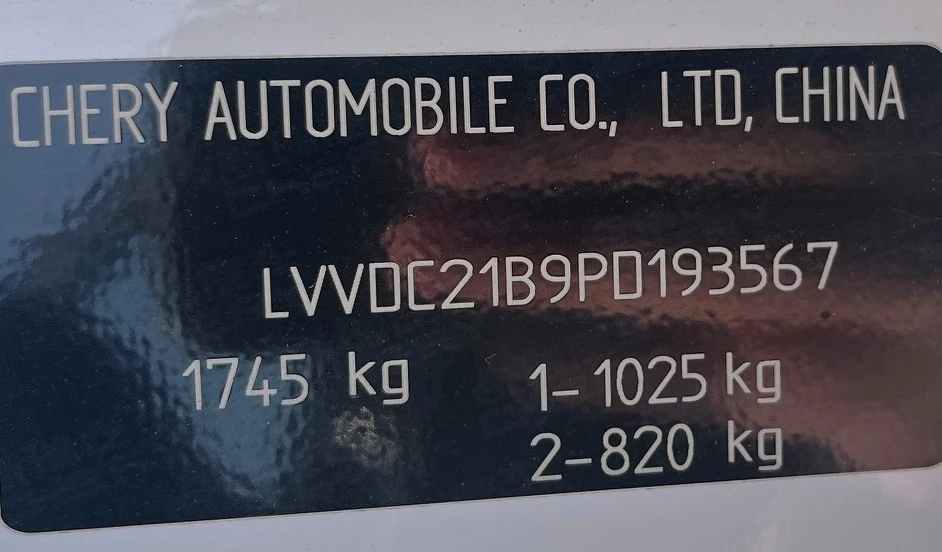 CHERY AUTOMOBILE CO., LTD, CHINA
LVVDC21B9PD193567
1745 kg
1-1025 kg
2-820 kg